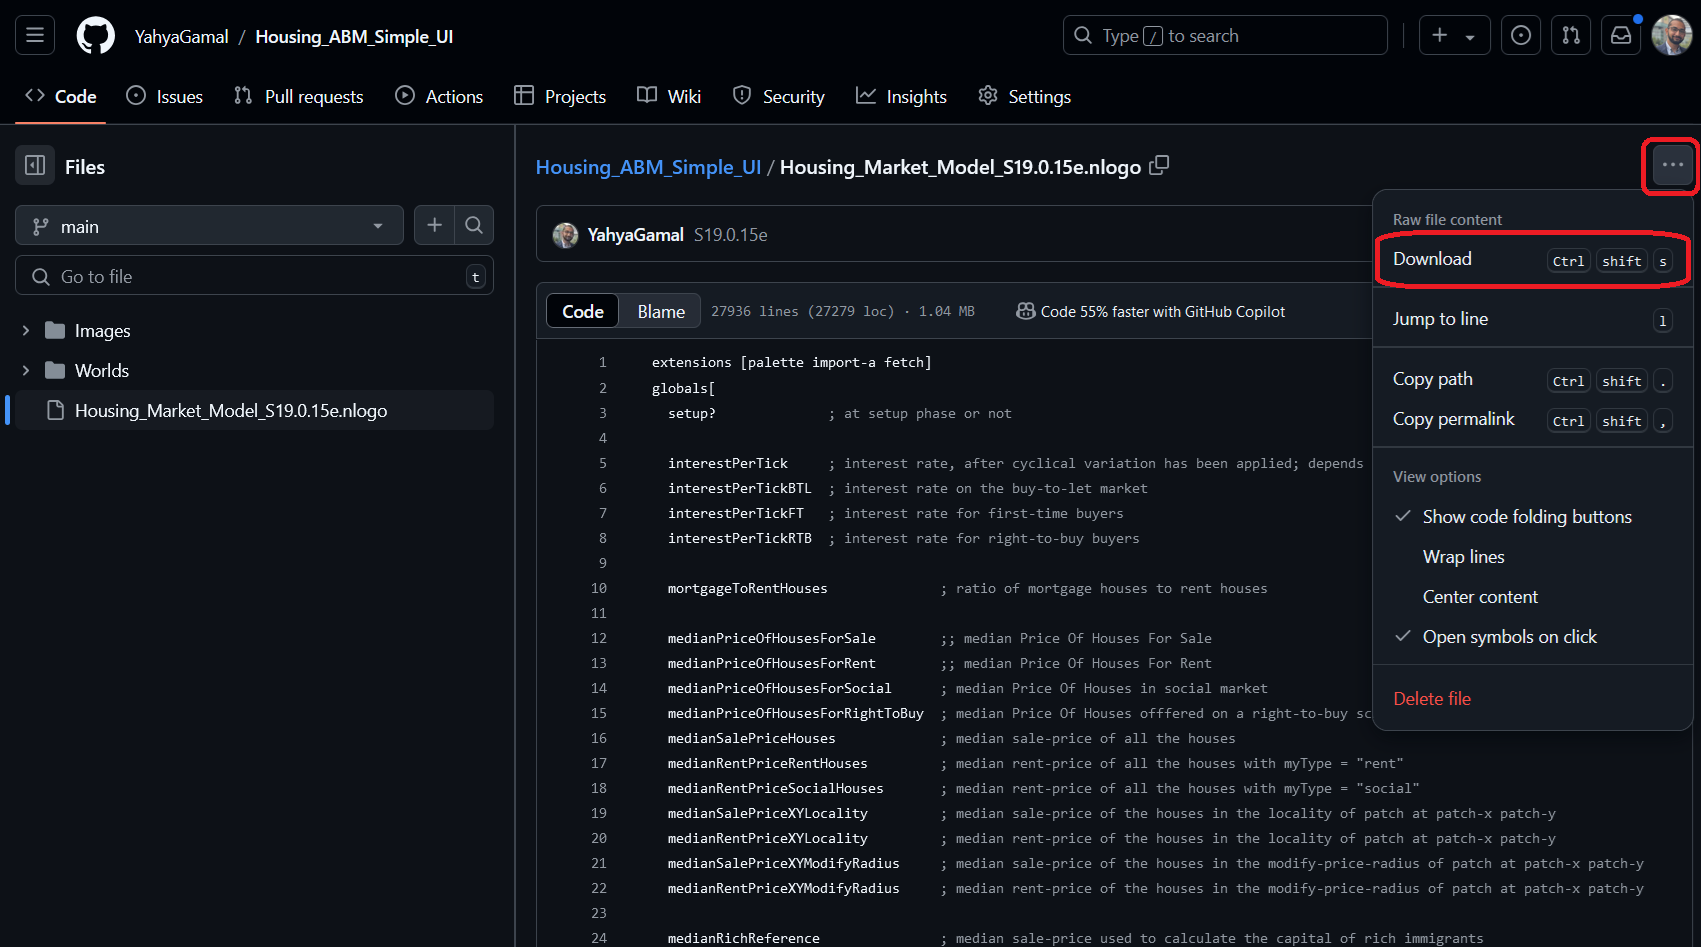 YahyaGamal / Housing_ABM_Simple_UI
Type / to search
Code
Issues
Pull requests
Actions
Projects
Wiki
Security
Insights
Settings
Files
main
Go to file
t
Images
Worlds
Housing_Market_Model_S19.0.15e.nlogo
Housing_ABM_Simple_UI / Housing_Market_Model_S19.0.15e.nlogo
YahyaGamal S19.0.15e
Code
Blame
27936 lines (27279 loc) · 1.04 MB
Code 55% faster with GitHub Copilot
1 extensions [palette import-a fetch]
2 globals[
3 setup? ; at setup phase or not
4
5 interestPerTick ; interest rate, after cyclical variation has been applied; depends
6 interestPerTickBTL ; interest rate on the buy-to-let market
7 interestPerTickFT ; interest rate for first-time buyers
8 interestPerTickRTB ; interest rate for right-to-buy buyers
9
10 mortgageToRentHouses ; ratio of mortgage houses to rent houses
11
12 medianPriceOfHousesForSale ;; median Price Of Houses For Sale
13 medianPriceOfHousesForRent ;; median Price Of Houses For Rent
14 medianPriceOfHousesForSocial ; median Price Of Houses in social market
15 medianPriceOfHousesForRightToBuy ; median Price Of Houses offfered on a right-to-buy sc
16 medianSalePriceHouses ; median sale-price of all the houses
17 medianRentPriceRentHouses ; median rent-price of all the houses with myType = "rent"
18 medianRentPriceSocialHouses ; median rent-price of all the houses with myType = "social"
19 medianSalePriceXYLocality ; median sale-price of the houses in the locality of patch at patch-x patch-y
20 medianRentPriceXYLocality ; median rent-price of the houses in the locality of patch at patch-x patch-y
21 medianSalePriceXYModifyRadius ; median sale-price of the houses in the modify-price-radius of patch at patch-x patch-y
22 medianRentPriceXYModifyRadius ; median rent-price of the houses in the modify-price-radius of patch at patch-x patch-y
23
24 medianRichReference ; median sale-price used to calculate the capital of rich immigrants
Raw file content
Download Ctrl shift s
Jump to line l
Copy path Ctrl shift .
Copy permalink Ctrl shift ,
View options
Show code folding buttons
Wrap lines
Center content
Open symbols on click
Delete file